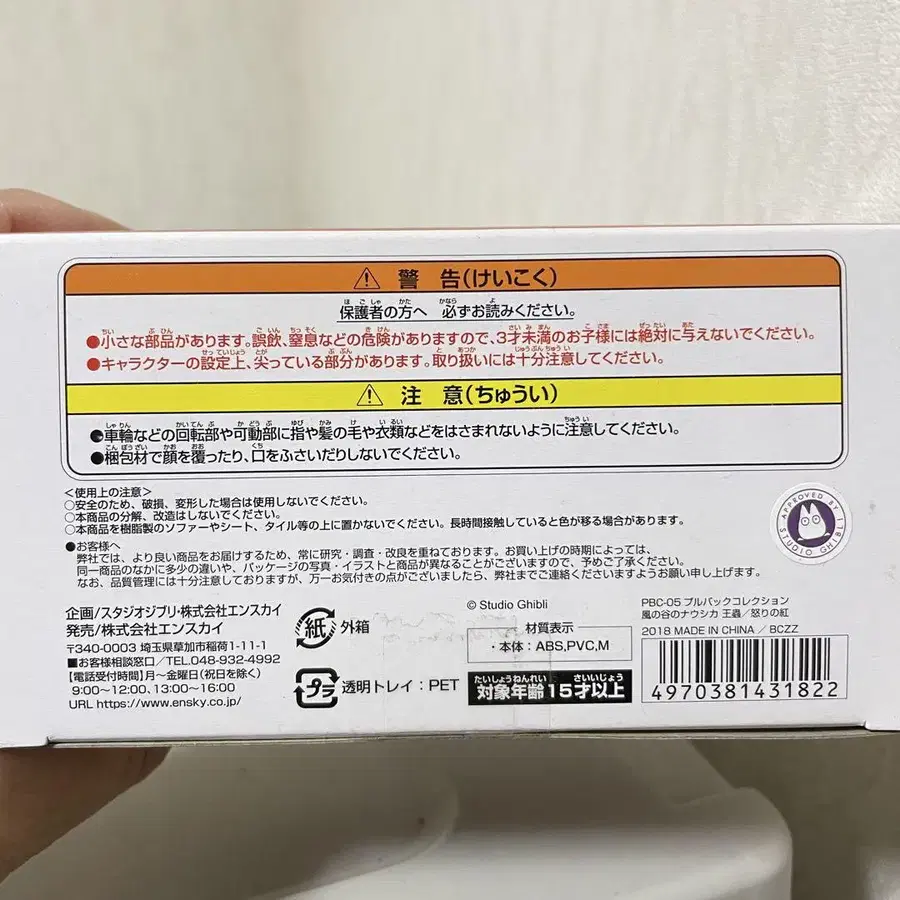 警 告(けいこく)
保護者の方へ 必ずお読みください。
●小さな部品があります。誤飲、窒息などの危険がありますので、3才未満のお子様には絶対に与えないでください。
●キャラクターの設定上、尖っている部分があります。取り扱いには十分注意してください。
注 意(ちゅうい)
●車輪などの回転部や可動部に指や髪の毛や衣類などをはさまれないように注意してください。
●梱包材で顔を覆ったり、口をふさいだりしないでください。
<使用上の注意>
○安全のため、破損、変形した場合は使用しないでください。
○本商品の分解、改造はしないでください。
○本商品を樹脂製のソファーやシート、タイル等の上に置かないでください。長時間接触していると色が移る場合があります。
●お客様へ
弊社では、より良い商品をお届けするため、常に研究・調査・改良を重ねております。お買い上げの時期によっては、
同一商品のなかに多少の違いや、パッケージの写真・イラストと商品が異なることがございますので、予めご了承ください。
なお、品質管理には十分注意しておりますが、万一お気付きの点がございましたら、弊社までご連絡くださいますようお願い申し上げます。
APPROVED BY STUDIO GHIBLI
企画/スタジオジブリ・株式会社エンスカイ
発売/株式会社エンスカイ
〒340-0003 埼玉県草加市稲荷1-11-1
■お客様相談窓口/TEL.048-932-4992
【電話受付時間】月〜金曜日(祝日を除く)
9:00〜12:00、13:00〜16:00
URL https://www.ensky.co.jp/
紙 外箱
プラ 透明トレイ:PET
© Studio Ghibli
材質表示
・本体:ABS,PVC,M
たいしょうねんれい さいいじょう
対象年齢15才以上
PBC-05 プルバックコレクション
風の谷のナウシカ 王蟲/怒りの紅
2018 MADE IN CHINA / BCZZ
4970381431822